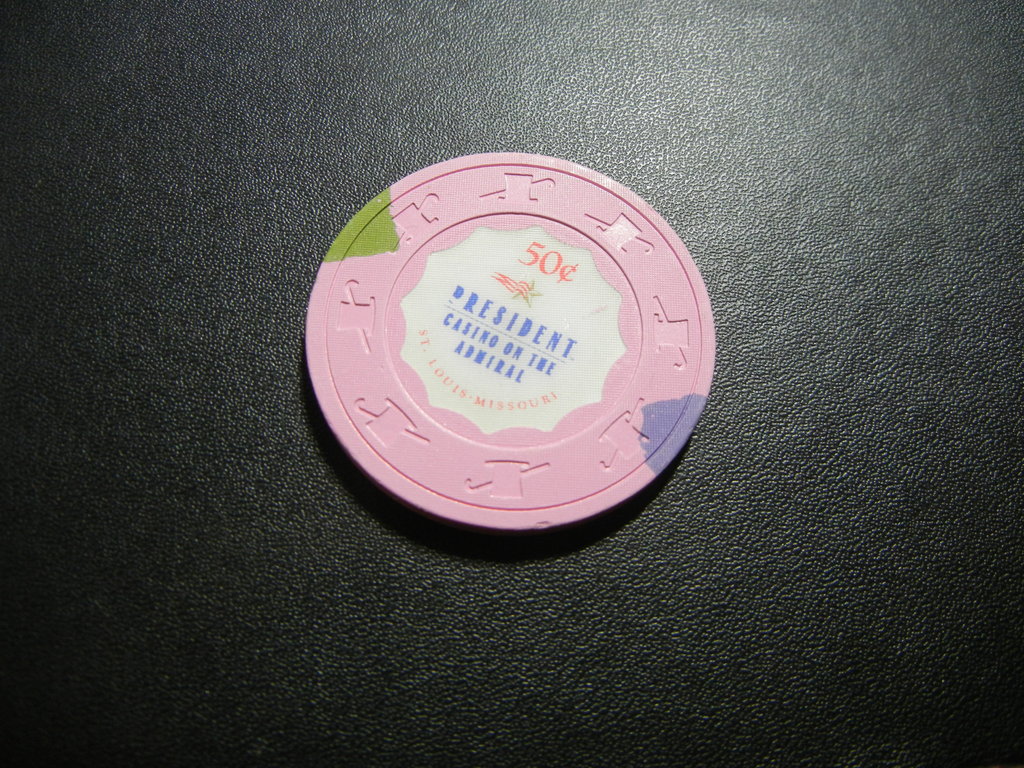 50¢
PRESIDENT
CASINO ON THE
ADMIRAL
ST. LOUIS-MISSOURI